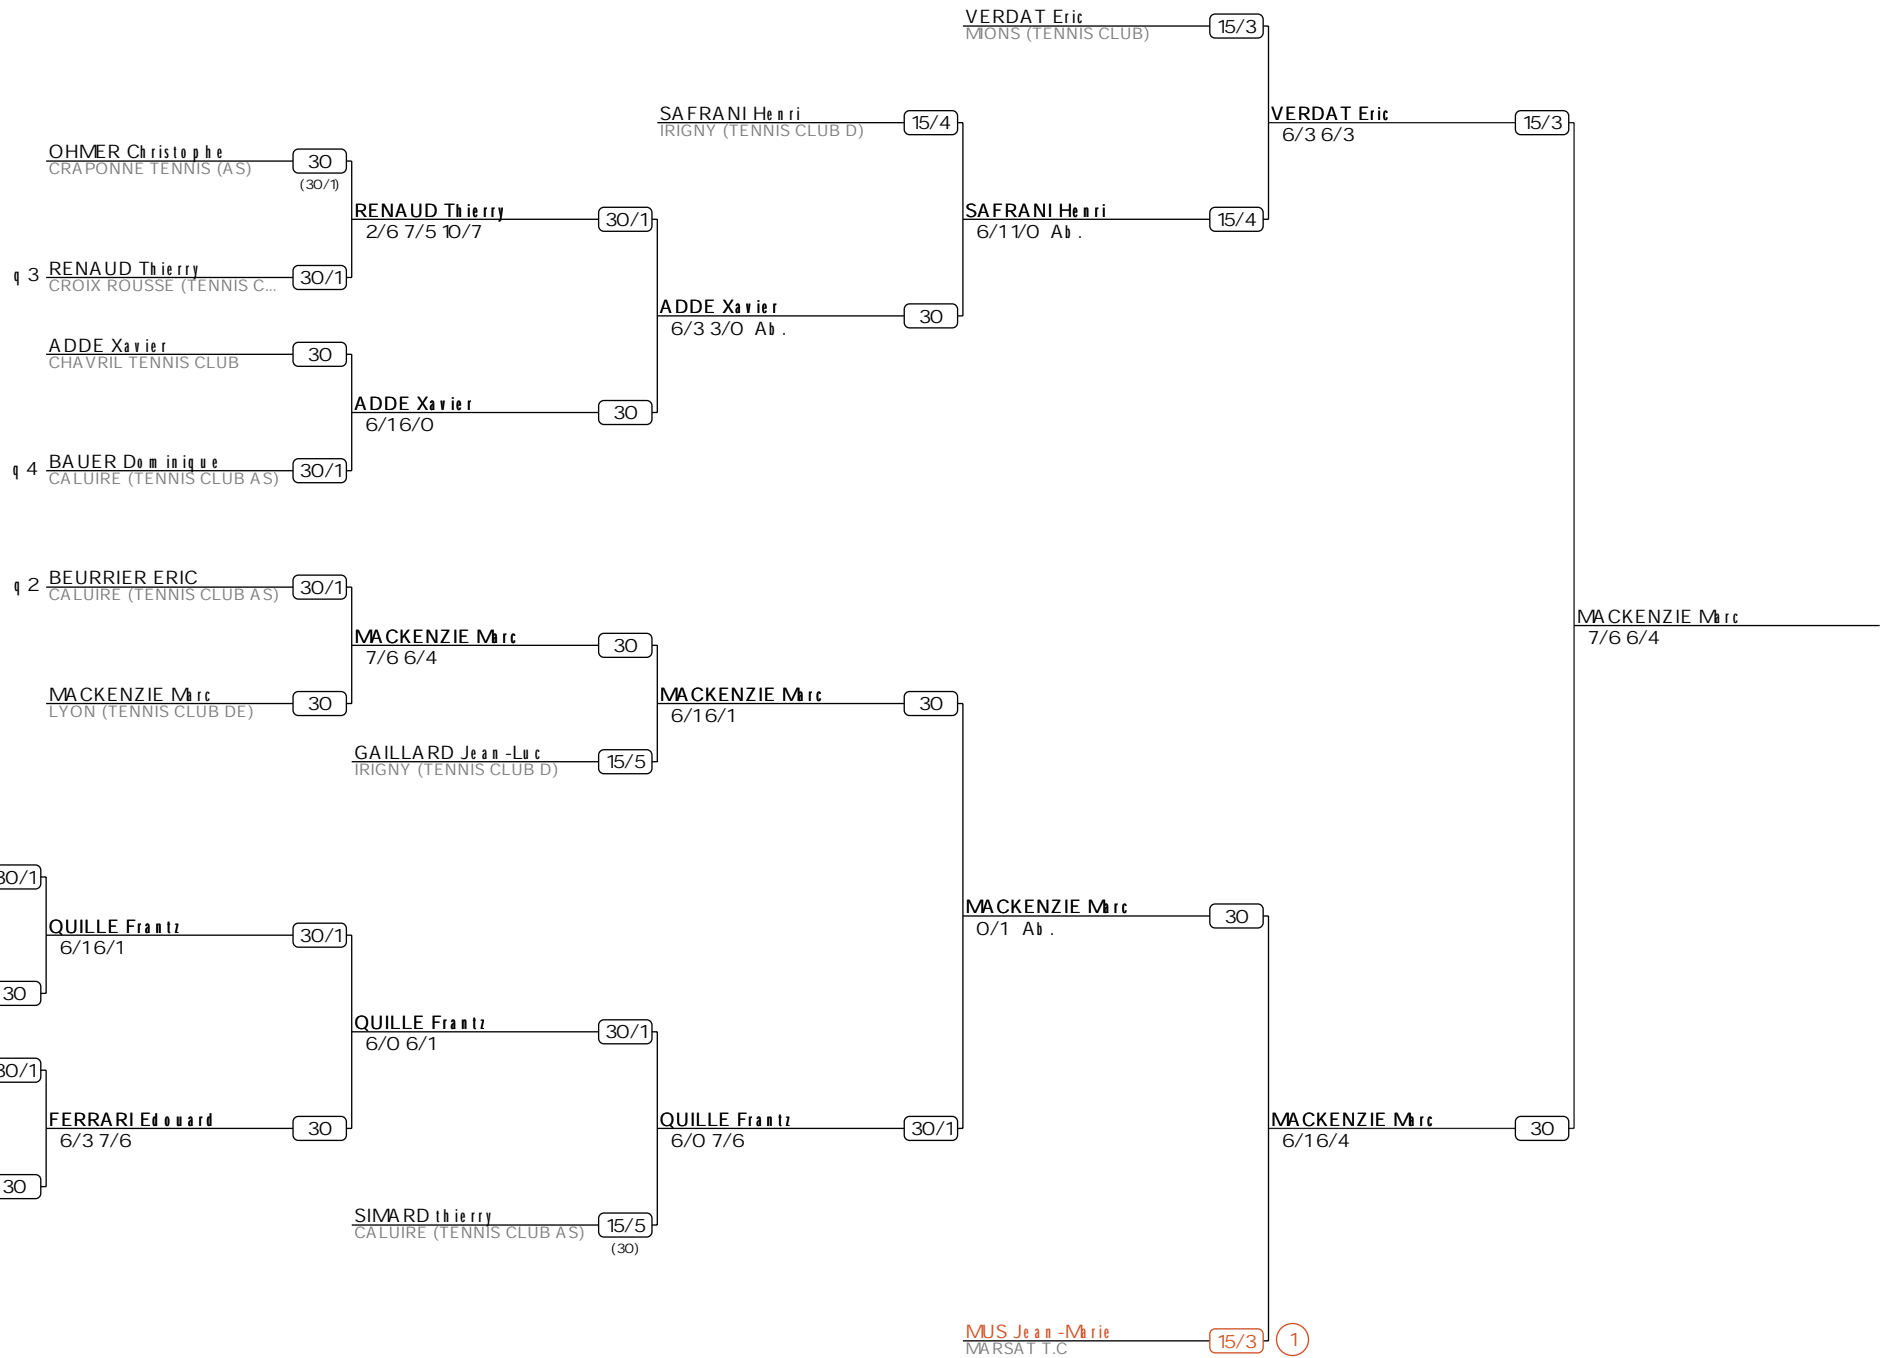 VERDAT Eric
MIONS (TENNIS CLUB)
15/3
SAFRANI Henri
IRIGNY (TENNIS CLUB D)
15/4
VERDAT Eric
6/3 6/3
15/3
OHMER Christophe
CRAPONNE TENNIS (AS)
30
(30/1)
RENAUD Thierry
2/6 7/5 10/7
30/1
SAFRANI Henri
6/1 1/0 Ab.
15/4
q 3
RENAUD Thierry
CROIX ROUSSE (TENNIS C...
30/1
ADDE Xavier
6/3 3/0 Ab.
30
ADDE Xavier
CHAVRIL TENNIS CLUB
30
ADDE Xavier
6/1 6/0
30
q 4
BAUER Dominique
CALUIRE (TENNIS CLUB AS)
30/1
q 2
BEURRIER ERIC
CALUIRE (TENNIS CLUB AS)
30/1
MACKENZIE Marc
7/6 6/4
MACKENZIE Marc
7/6 6/4
30
MACKENZIE Marc
LYON (TENNIS CLUB DE)
30
MACKENZIE Marc
6/1 6/1
30
GAILLARD Jean-Luc
IRIGNY (TENNIS CLUB D)
15/5
30/1
QUILLE Frantz
6/1 6/1
30/1
MACKENZIE Marc
0/1 Ab.
30
30
QUILLE Frantz
6/0 6/1
30/1
30/1
FERRARI Edouard
6/3 7/6
30
QUILLE Frantz
6/0 7/6
30/1
MACKENZIE Marc
6/1 6/4
30
30
SIMARD thierry
CALUIRE (TENNIS CLUB AS)
15/5
(30)
MUS Jean-Marie
MARSAT T.C
15/3
1